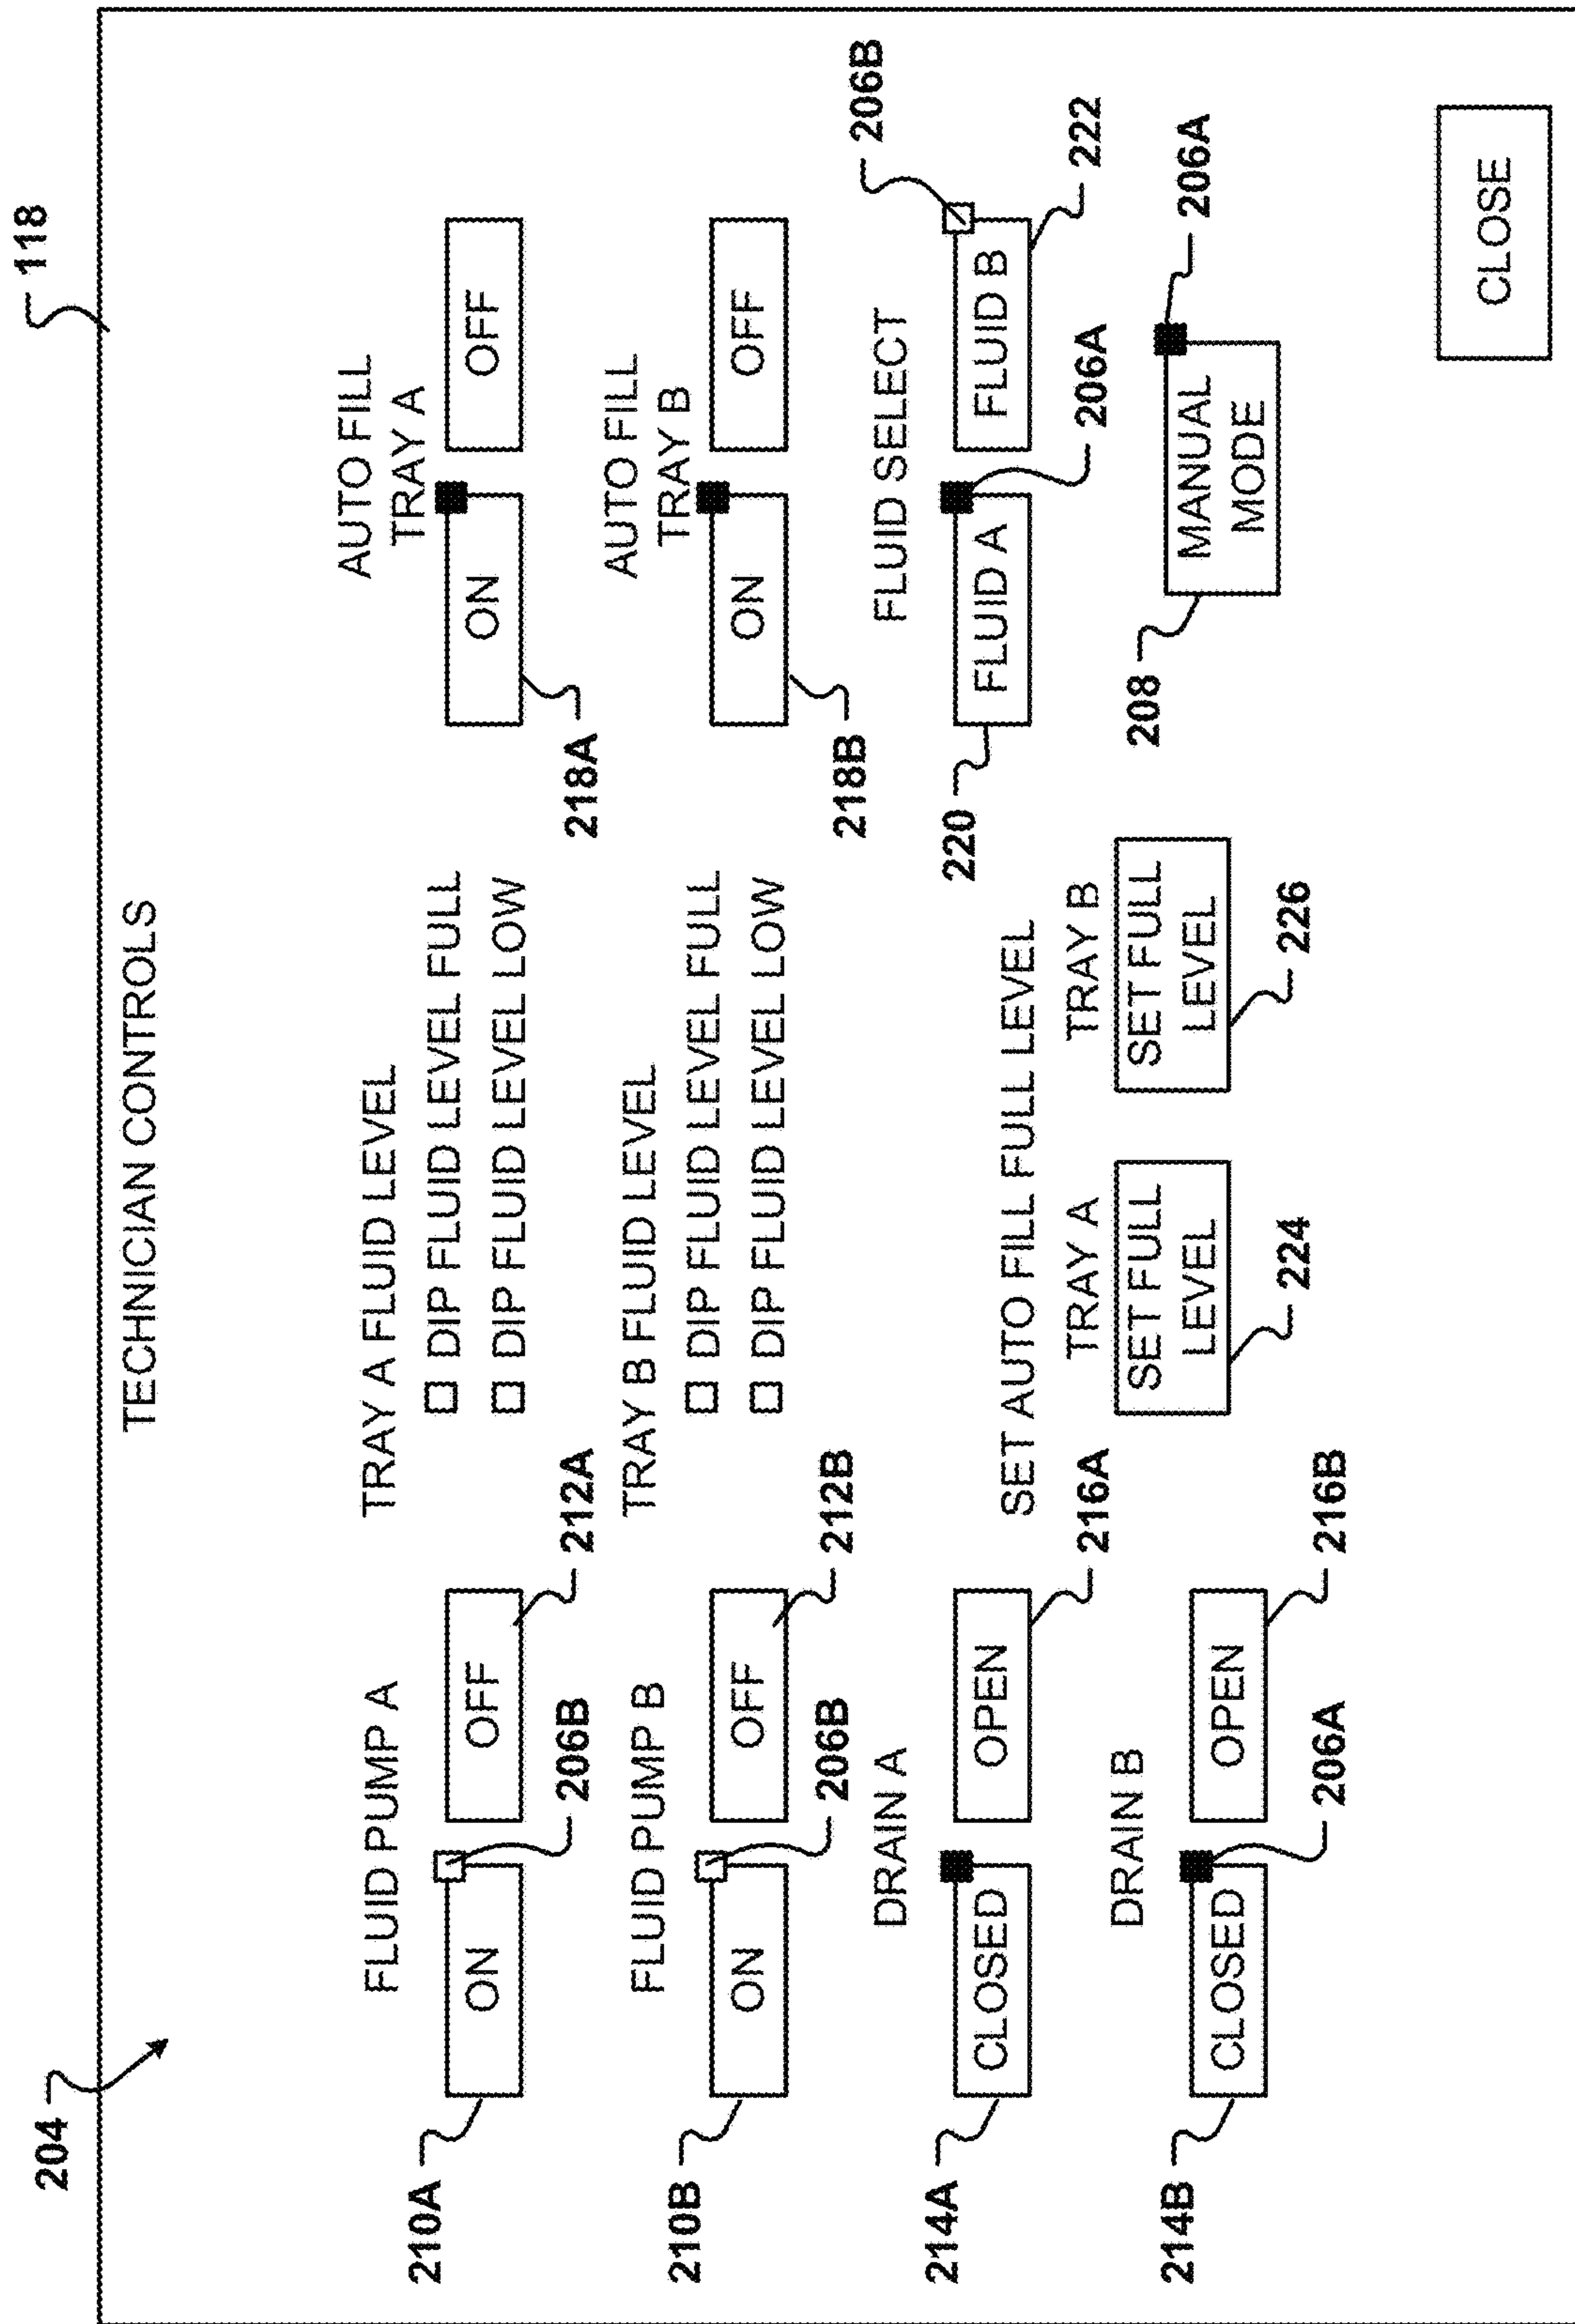 204
118
TECHNICIAN CONTROLS
FLUID PUMP A
ON
OFF
210A
206B
212A
TRAY A FLUID LEVEL
DIP FLUID LEVEL FULL
DIP FLUID LEVEL LOW
AUTO FILL
TRAY A
ON
OFF
218A
FLUID PUMP B
ON
OFF
210B
206B
212B
TRAY B FLUID LEVEL
DIP FLUID LEVEL FULL
DIP FLUID LEVEL LOW
AUTO FILL
TRAY B
ON
OFF
218B
DRAIN A
CLOSED
OPEN
214A
216A
FLUID SELECT
206B
FLUID A
FLUID B
220
206A
222
DRAIN B
CLOSED
OPEN
214B
206A
216B
SET AUTO FILL FULL LEVEL
TRAY A
TRAY B
SET FULL
LEVEL
SET FULL
LEVEL
224
226
208
MANUAL
MODE
206A
CLOSE